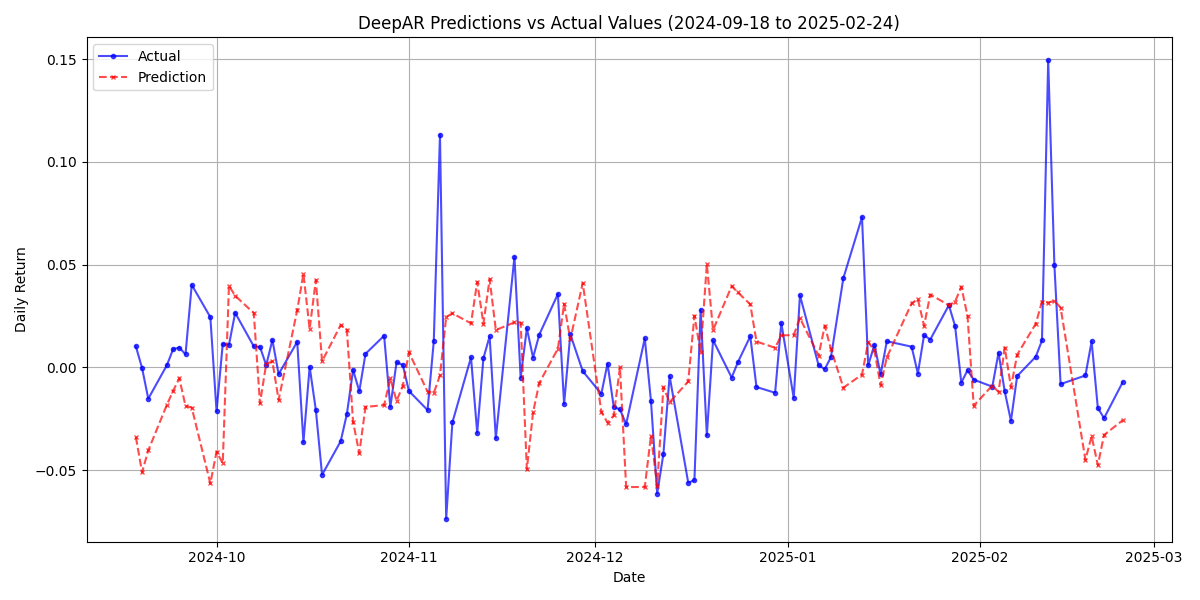 DeepAR Predictions vs Actual Values (2024-09-18 to 2025-02-24)
Actual
Prediction
0.15
0.10
0.05
0.00
−0.05
Daily Return
2024-10
2024-11
2024-12
2025-01
2025-02
2025-03
Date